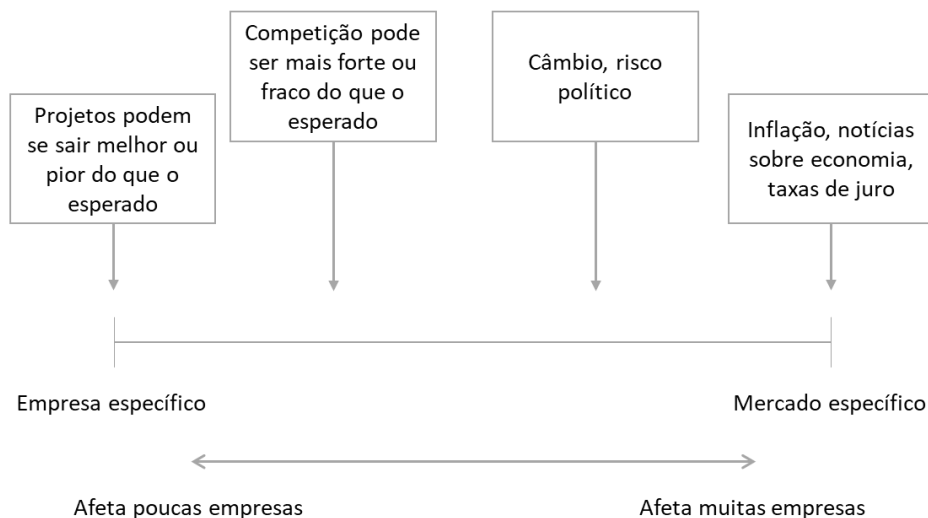 Projetos podem
se sair melhor ou
pior do que o
esperado
Competição pode
ser mais forte ou
fraco do que o
esperado
Câmbio, risco
político
Inflação, notícias
sobre economia,
taxas de juro
Empresa específico
Mercado específico
Afeta poucas empresas
Afeta muitas empresas